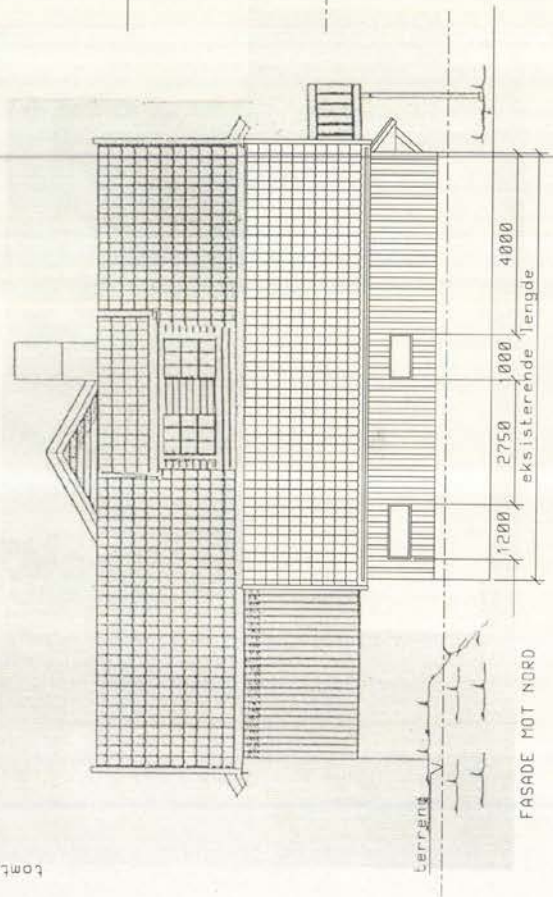 1200 2750 1000 4000
eksisterende lengde
terreng
FASADE MOT NORD
tomt